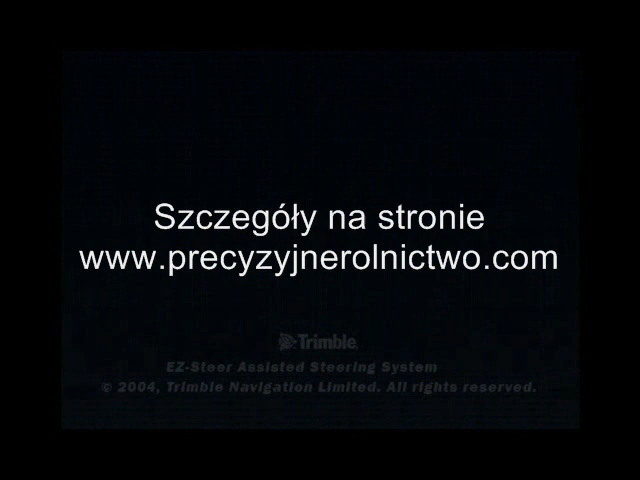 Szczegóły na stronie
www.precyzyjnerolnictwo.com
Trimble
EZ-Steer Assisted Steering System
© 2004, Trimble Navigation Limited. All rights reserved.